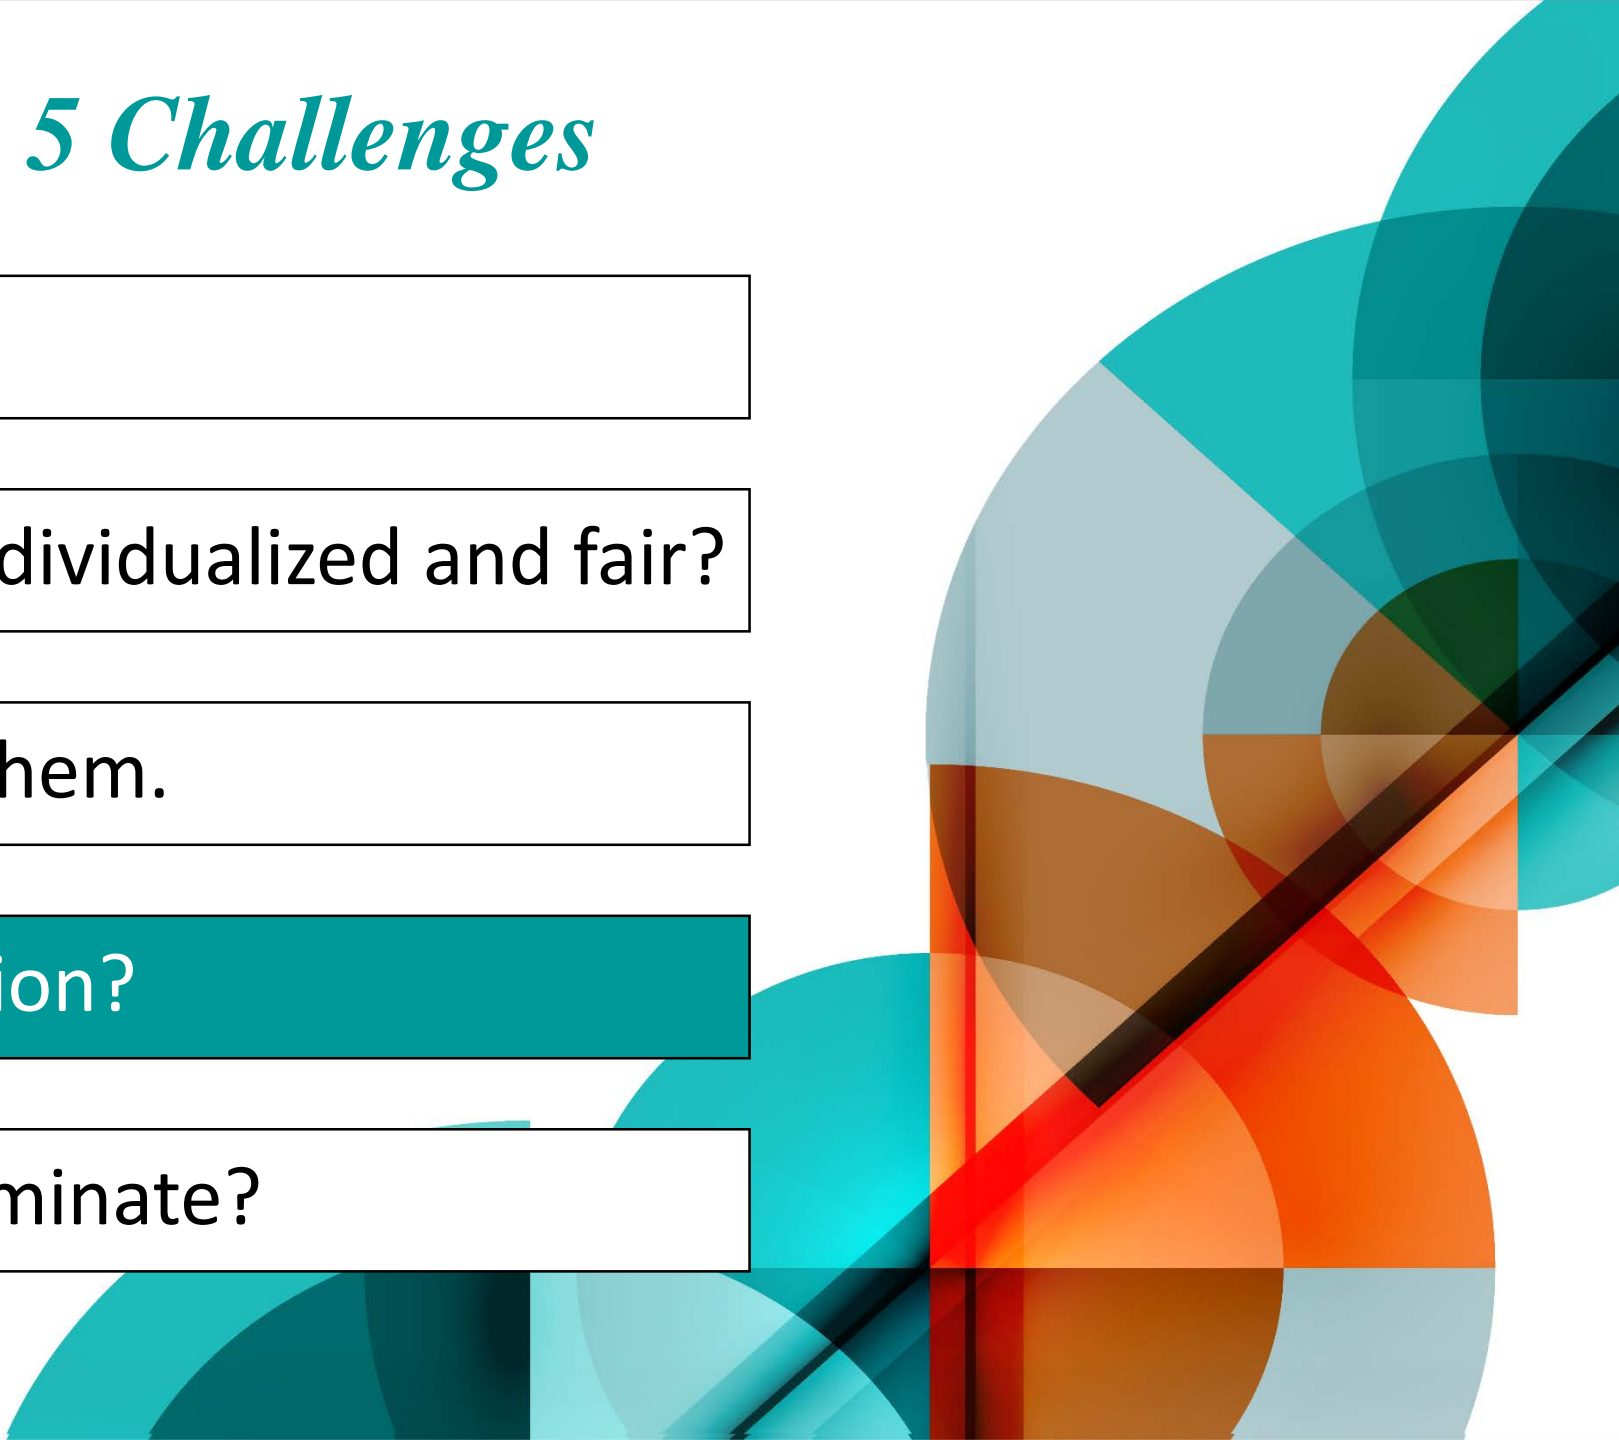 5 Challenges
dividualized and fair?
hem.
ion?
minate?